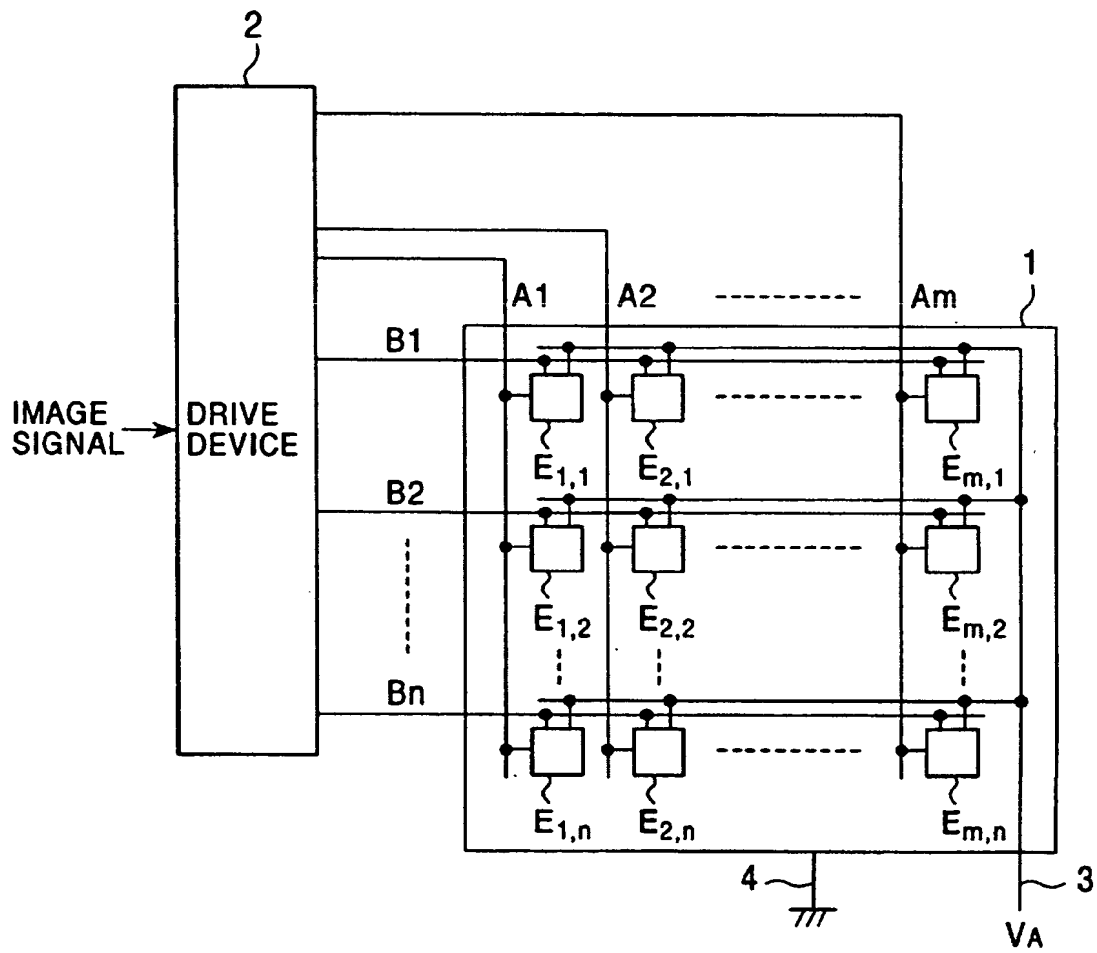 2
1
A1 A2 Am
B1
IMAGE
SIGNAL
DRIVE
DEVICE
E1,1 E2,1 Em,1
B2
E1,2 E2,2 Em,2
Bn
E1,n E2,n Em,n
4
3
VA